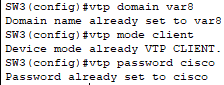 SW3(config)#vtp domain var8
Domain name already set to var8
SW3(config)#vtp mode client
Device mode already VTP CLIENT.
SW3(config)#vtp password cisco
Password already set to cisco